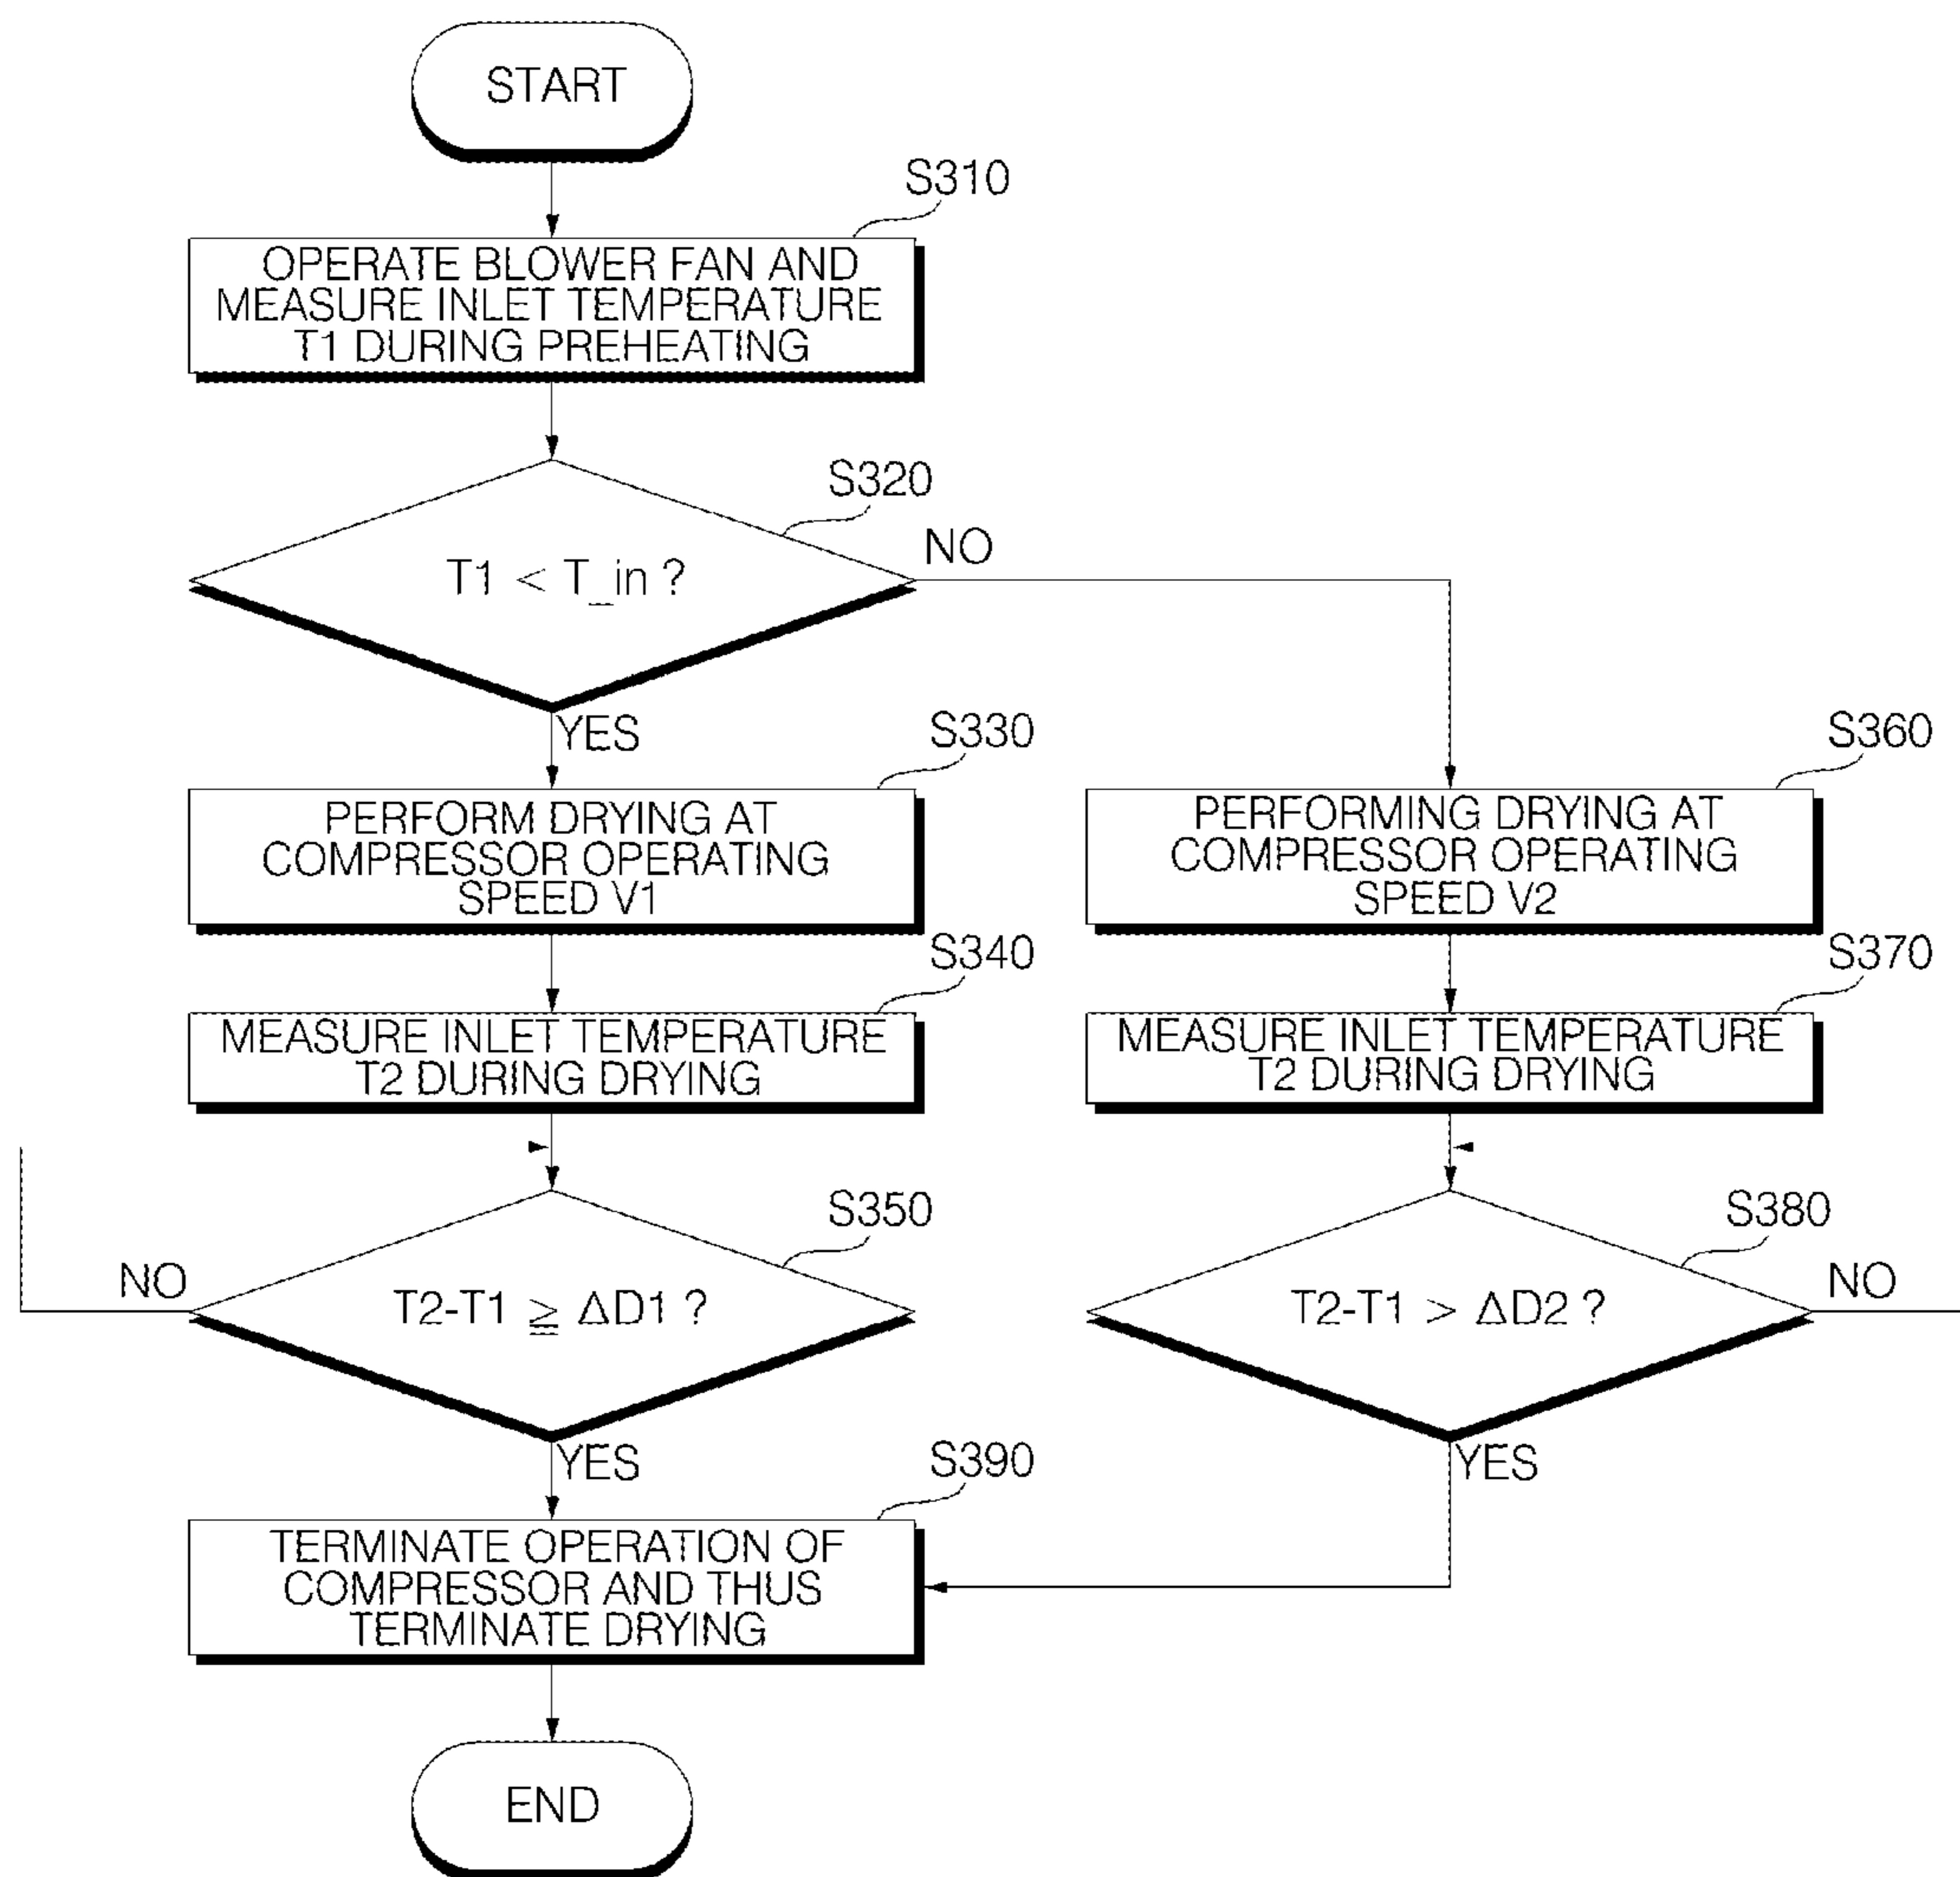 START
S310
OPERATE BLOWER FAN AND
MEASURE INLET TEMPERATURE
T1 DURING PREHEATING
S320
T1 < T_in ?
NO
YES
S330
PERFORM DRYING AT
COMPRESSOR OPERATING
SPEED V1
S360
PERFORMING DRYING AT
COMPRESSOR OPERATING
SPEED V2
S340
MEASURE INLET TEMPERATURE
T2 DURING DRYING
S370
MEASURE INLET TEMPERATURE
T2 DURING DRYING
S350
NO
T2-T1 ≧ ΔD1 ?
YES
S380
T2-T1 > ΔD2 ?
NO
YES
S390
TERMINATE OPERATION OF
COMPRESSOR AND THUS
TERMINATE DRYING
END